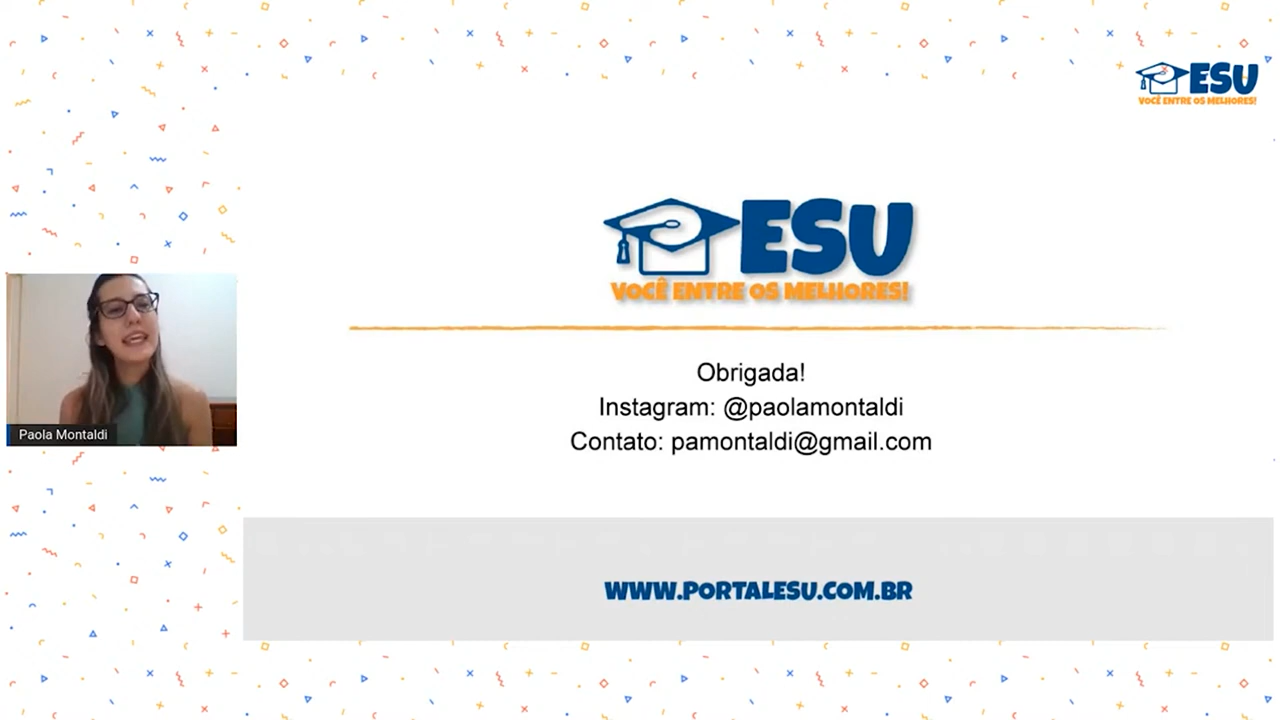 ESU
VOCÊ ENTRE OS MELHORES!
ESU
VOCÊ ENTRE OS MELHORES!
Obrigada!
Instagram: @paolamontaldi
Contato: pamontaldi@gmail.com
Paola Montaldi
WWW.PORTALESU.COM.BR